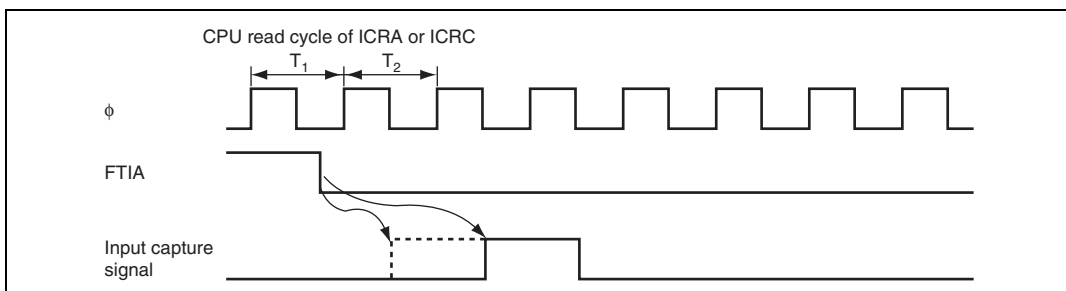 CPU read cycle of ICRA or ICRC
T1 T2
ϕ
FTIA
Input capture
signal